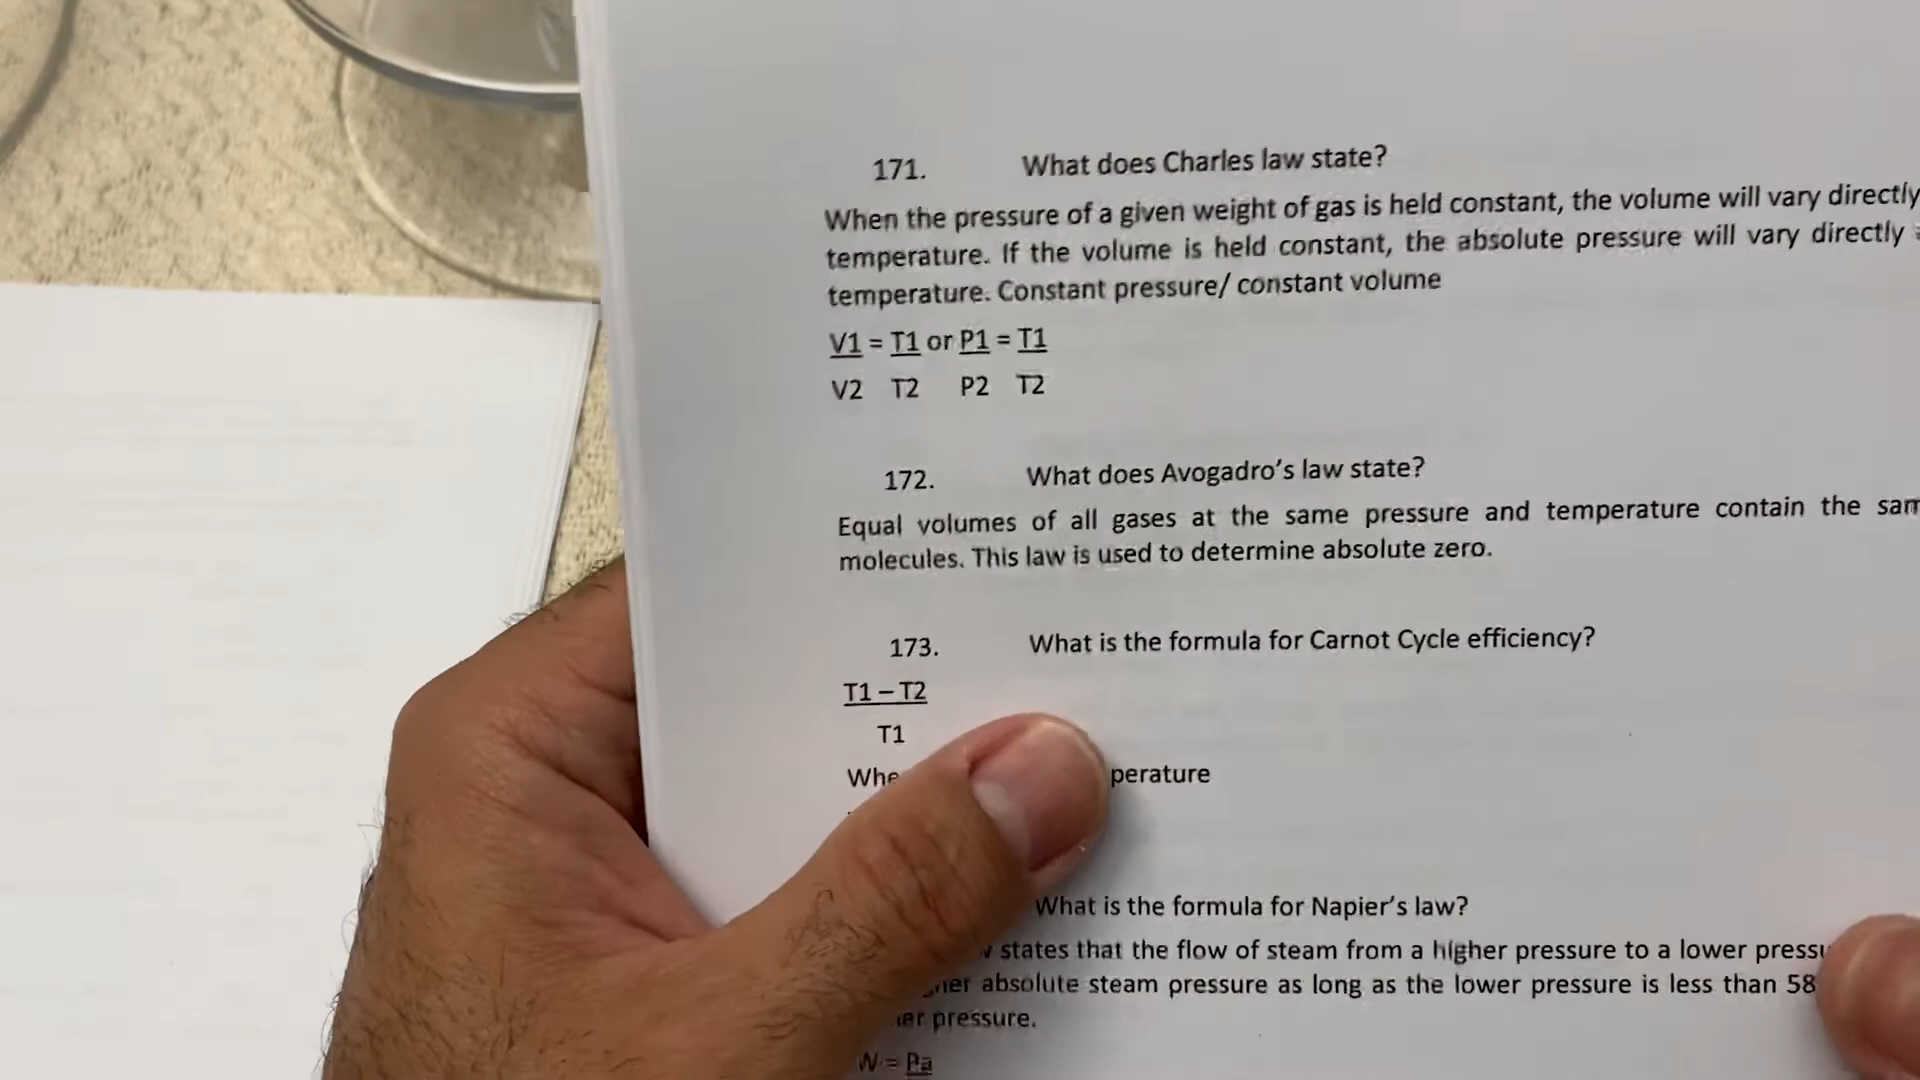 171. What does Charles law state?
When the pressure of a given weight of gas is held constant, the volume will vary directly
temperature. If the volume is held constant, the absolute pressure will vary directly
temperature. Constant pressure/ constant volume
V1 = T1 or P1 = T1
V2 T2 P2 T2
172. What does Avogadro's law state?
Equal volumes of all gases at the same pressure and temperature contain the
molecules. This law is used to determine absolute zero.
173. What is the formula for Carnot Cycle efficiency?
T1 – T2
T1
What is the formula for Napier's law?
states that the flow of steam from a higher pressure to a lower
absolute steam pressure as long as the lower pressure is less than 58
pressure.
W = Pa